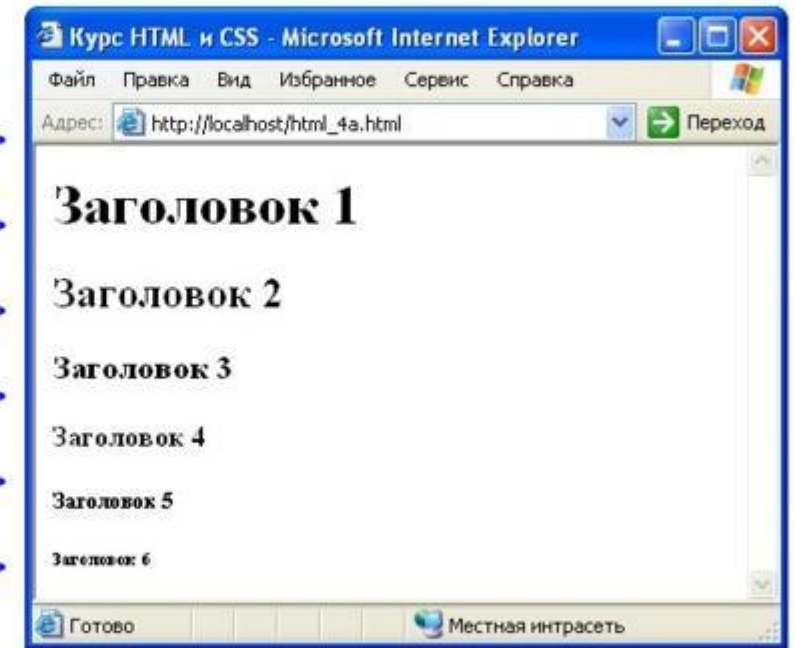 Курс HTML и CSS - Microsoft Internet Explorer
Файл Правка Вид Избранное Сервис Справка
Адрес: http://localhost/html_4a.html Переход
Заголовок 1
Заголовок 2
Заголовок 3
Заголовок 4
Заголовок 5
Заголовок 6
Готово Местная интрасеть